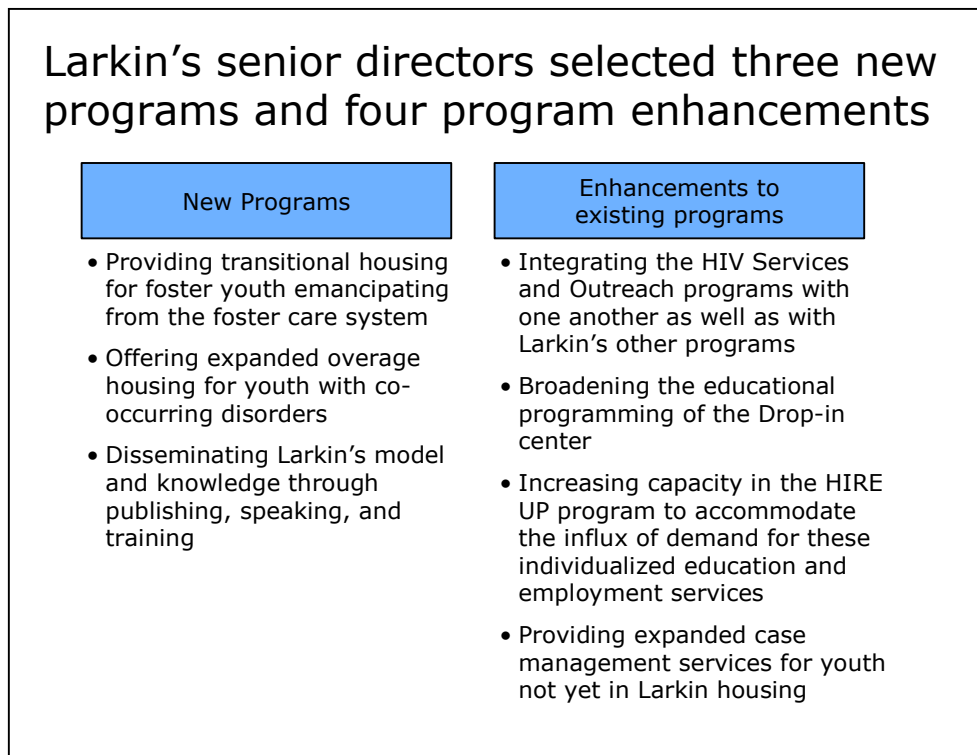 Larkin’s senior directors selected three new
programs and four program enhancements
New Programs
• Providing transitional housing
for foster youth emancipating
from the foster care system
• Offering expanded overage
housing for youth with co-
occurring disorders
• Disseminating Larkin’s model
and knowledge through
publishing, speaking, and
training
Enhancements to
existing programs
• Integrating the HIV Services
and Outreach programs with
one another as well as with
Larkin’s other programs
• Broadening the educational
programming of the Drop-in
center
• Increasing capacity in the HIRE
UP program to accommodate
the influx of demand for these
individualized education and
employment services
• Providing expanded case
management services for youth
not yet in Larkin housing